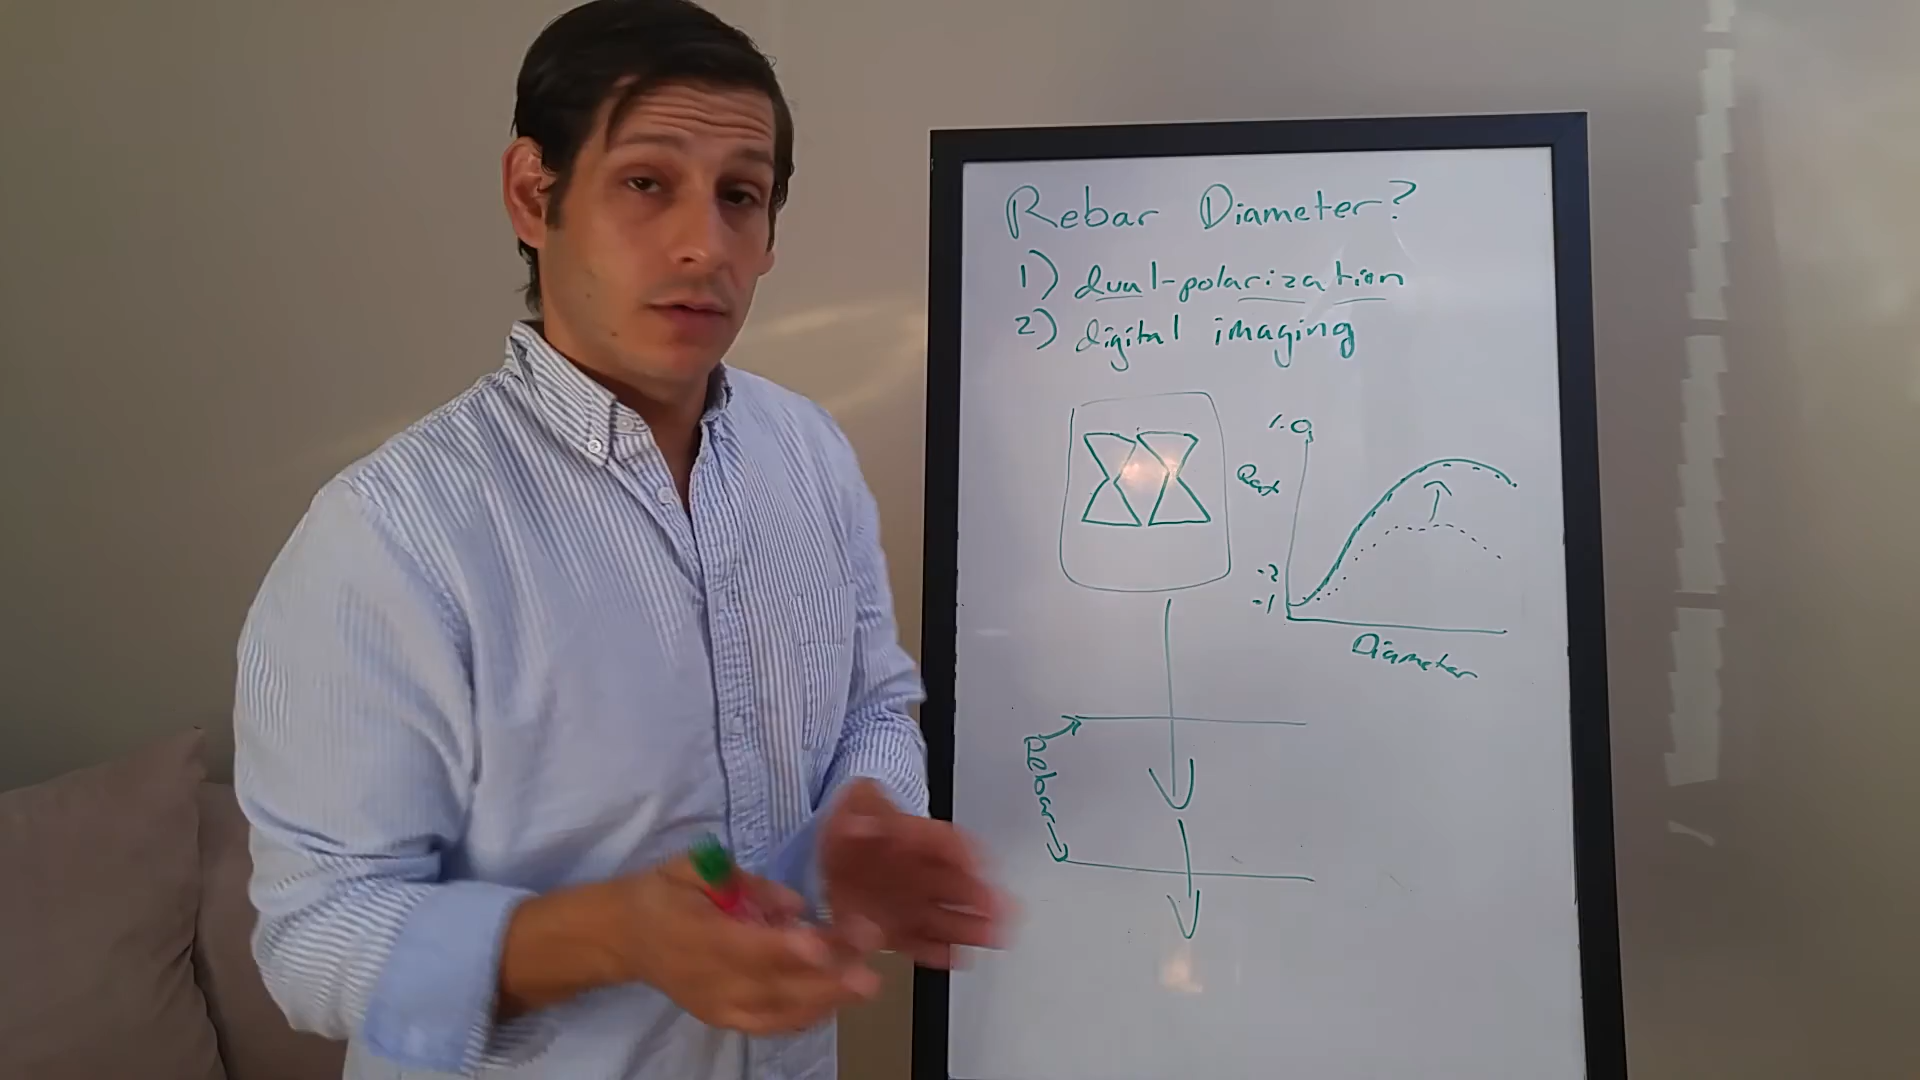 Rebar Diameter?
1) dual-polarization
2) digital imaging
1.0
-2
-1
Diameter
Rebar